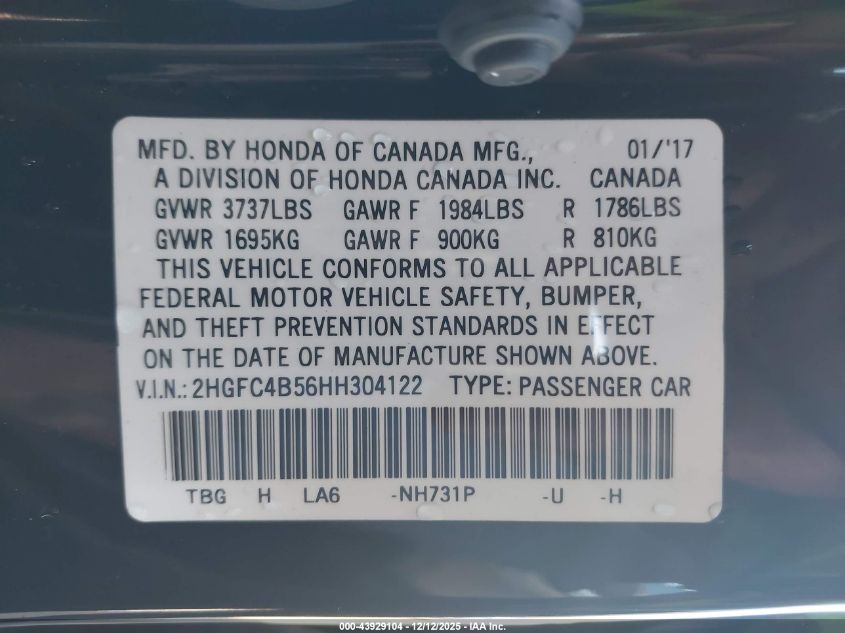 MFD. BY HONDA OF CANADA MFG., 01/'17
A DIVISION OF HONDA CANADA INC. CANADA
GVWR 3737LBS GAWR F 1984LBS R 1786LBS
GVWR 1695KG GAWR F 900KG R 810KG
THIS VEHICLE CONFORMS TO ALL APPLICABLE
FEDERAL MOTOR VEHICLE SAFETY, BUMPER,
AND THEFT PREVENTION STANDARDS IN EFFECT
ON THE DATE OF MANUFACTURE SHOWN ABOVE.
V.I.N.: 2HGFC4B56HH304122 TYPE: PASSENGER CAR
TBG H LA6 -NH731P -U -H
000-43929104 - 12/12/2025 - IAA Inc.